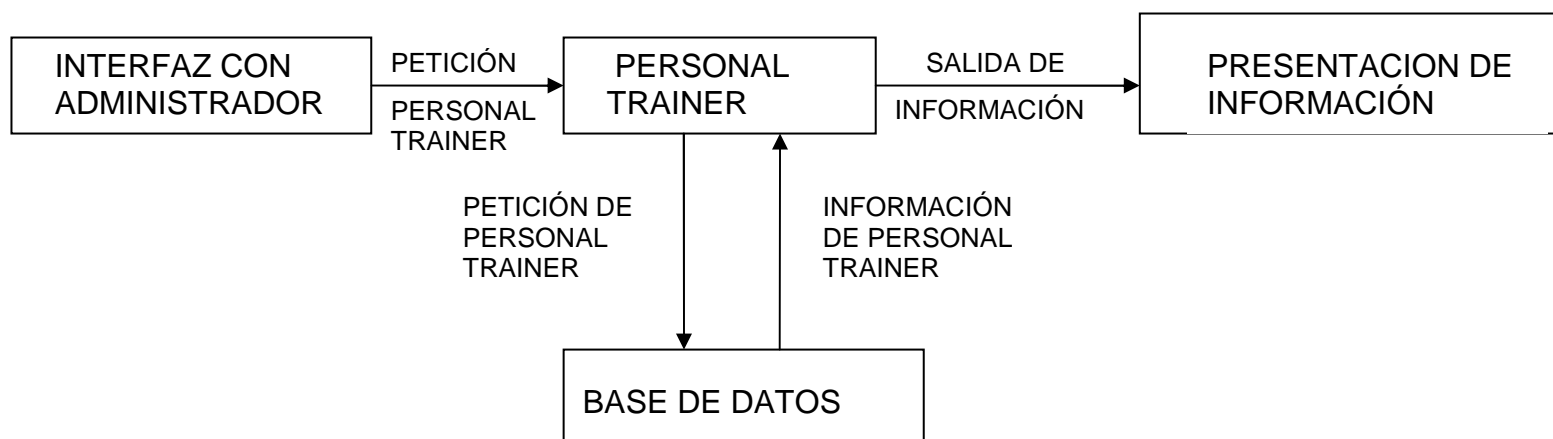 INTERFAZ CON
ADMINISTRADOR
PETICIÓN
PERSONAL
TRAINER
PERSONAL
TRAINER
SALIDA DE
INFORMACIÓN
PRESENTACION DE
INFORMACIÓN
PETICIÓN DE
PERSONAL
TRAINER
INFORMACIÓN
DE PERSONAL
TRAINER
BASE DE DATOS